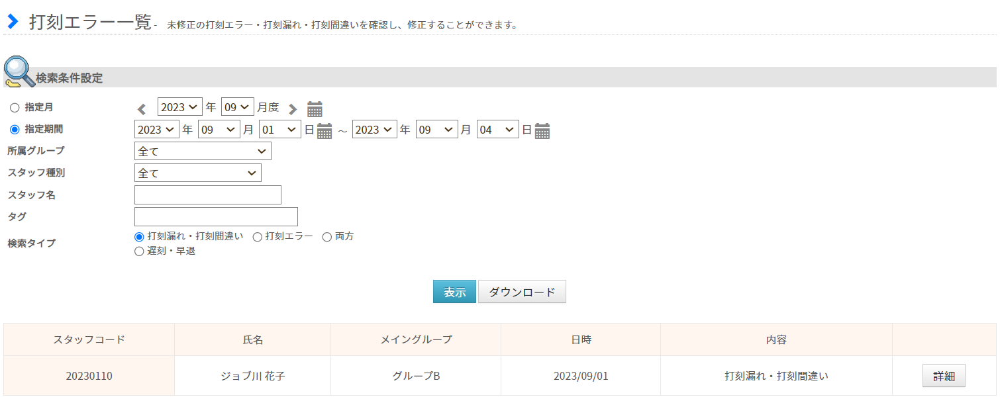 打刻エラー一覧 - 未修正の打刻エラー・打刻漏れ・打刻間違いを確認し、修正することができます。
検索条件設定
指定月 2023 年 09 月度
指定期間 2023 年 09 月 01 日 ～ 2023 年 09 月 04 日
所属グループ 全て
スタッフ種別 全て
スタッフ名
タグ
検索タイプ 打刻漏れ・打刻間違い 打刻エラー 両方
遅刻・早退
表示 ダウンロード
スタッフコード 氏名 メイングループ 日時 内容
20230110 ジョブ川 花子 グループB 2023/09/01 打刻漏れ・打刻間違い 詳細